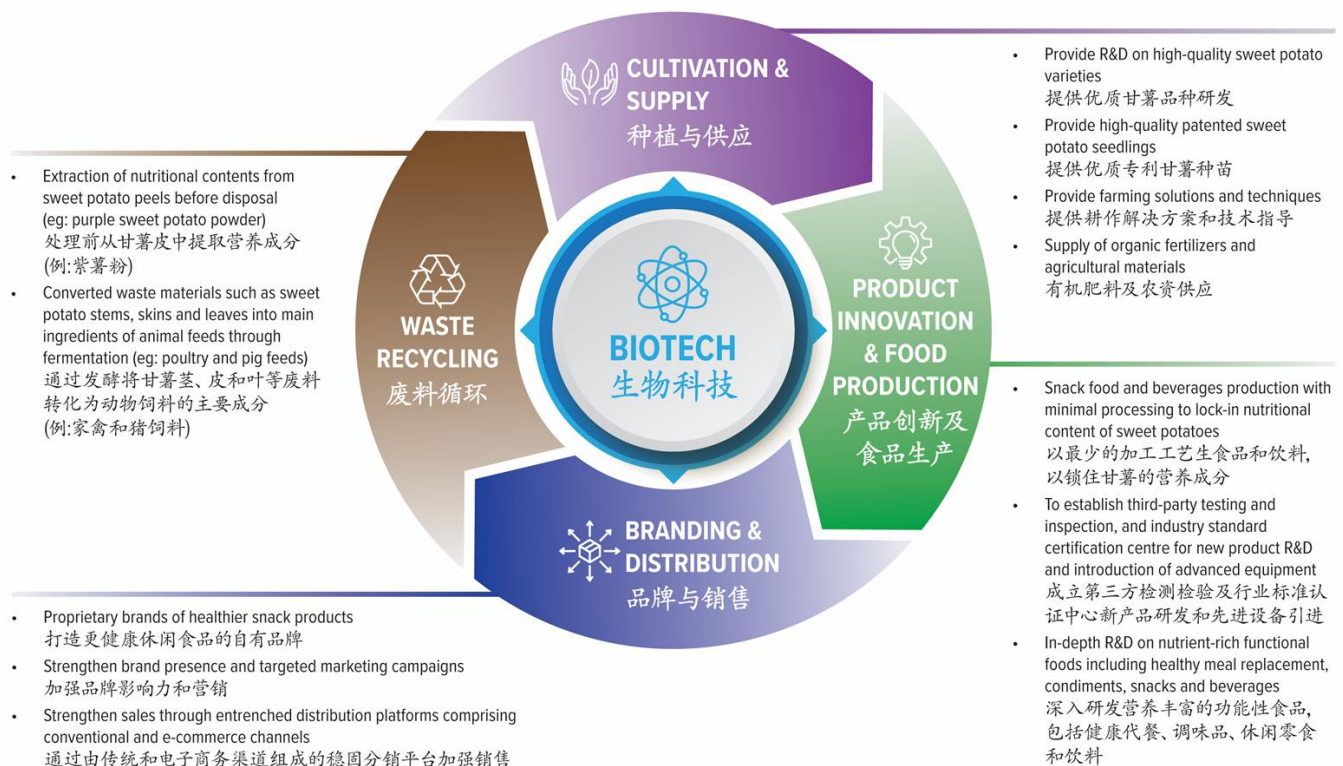 CULTIVATION &
SUPPLY
种植与供应
• Provide R&D on high-quality sweet potato
varieties
提供优质甘薯品种研发
• Provide high-quality patented sweet
potato seedlings
提供优质专利甘薯种苗
• Provide farming solutions and techniques
提供耕作解决方案和技术指导
• Supply of organic fertilizers and
agricultural materials
有机肥料及农资供应
PRODUCT
INNOVATION
& FOOD
PRODUCTION
产品创新及
食品生产
• Snack food and beverages production with
minimal processing to lock-in nutritional
content of sweet potatoes
以最少的加工工艺生食品和饮料,
以锁住甘薯的营养成分
• To establish third-party testing and
inspection, and industry standard
certification centre for new product R&D
and introduction of advanced equipment
成立第三方检测检验及行业标准认
证中心新产品研发和先进设备引进
• In-depth R&D on nutrient-rich functional
foods including healthy meal replacement,
condiments, snacks and beverages
深入研发营养丰富的功能性食品,
包括健康代餐、调味品、休闲零食
和饮料
BRANDING &
DISTRIBUTION
品牌与销售
• Proprietary brands of healthier snack products
打造更健康休闲食品的自有品牌
• Strengthen brand presence and targeted marketing campaigns
加强品牌影响力和营销
• Strengthen sales through entrenched distribution platforms comprising
conventional and e-commerce channels
通过由传统和电子商务渠道组成的稳固分销平台加强销售
WASTE
RECYCLING
废料循环
• Extraction of nutritional contents from
sweet potato peels before disposal
(eg: purple sweet potato powder)
处理前从甘薯皮中提取营养成分
(例:紫薯粉)
• Converted waste materials such as sweet
potato stems, skins and leaves into main
ingredients of animal feeds through
fermentation (eg: poultry and pig feeds)
通过发酵将甘薯茎、皮和叶等废料
转化为动物饲料的主要成分
(例:家禽和猪饲料)
BIOTECH
生物科技